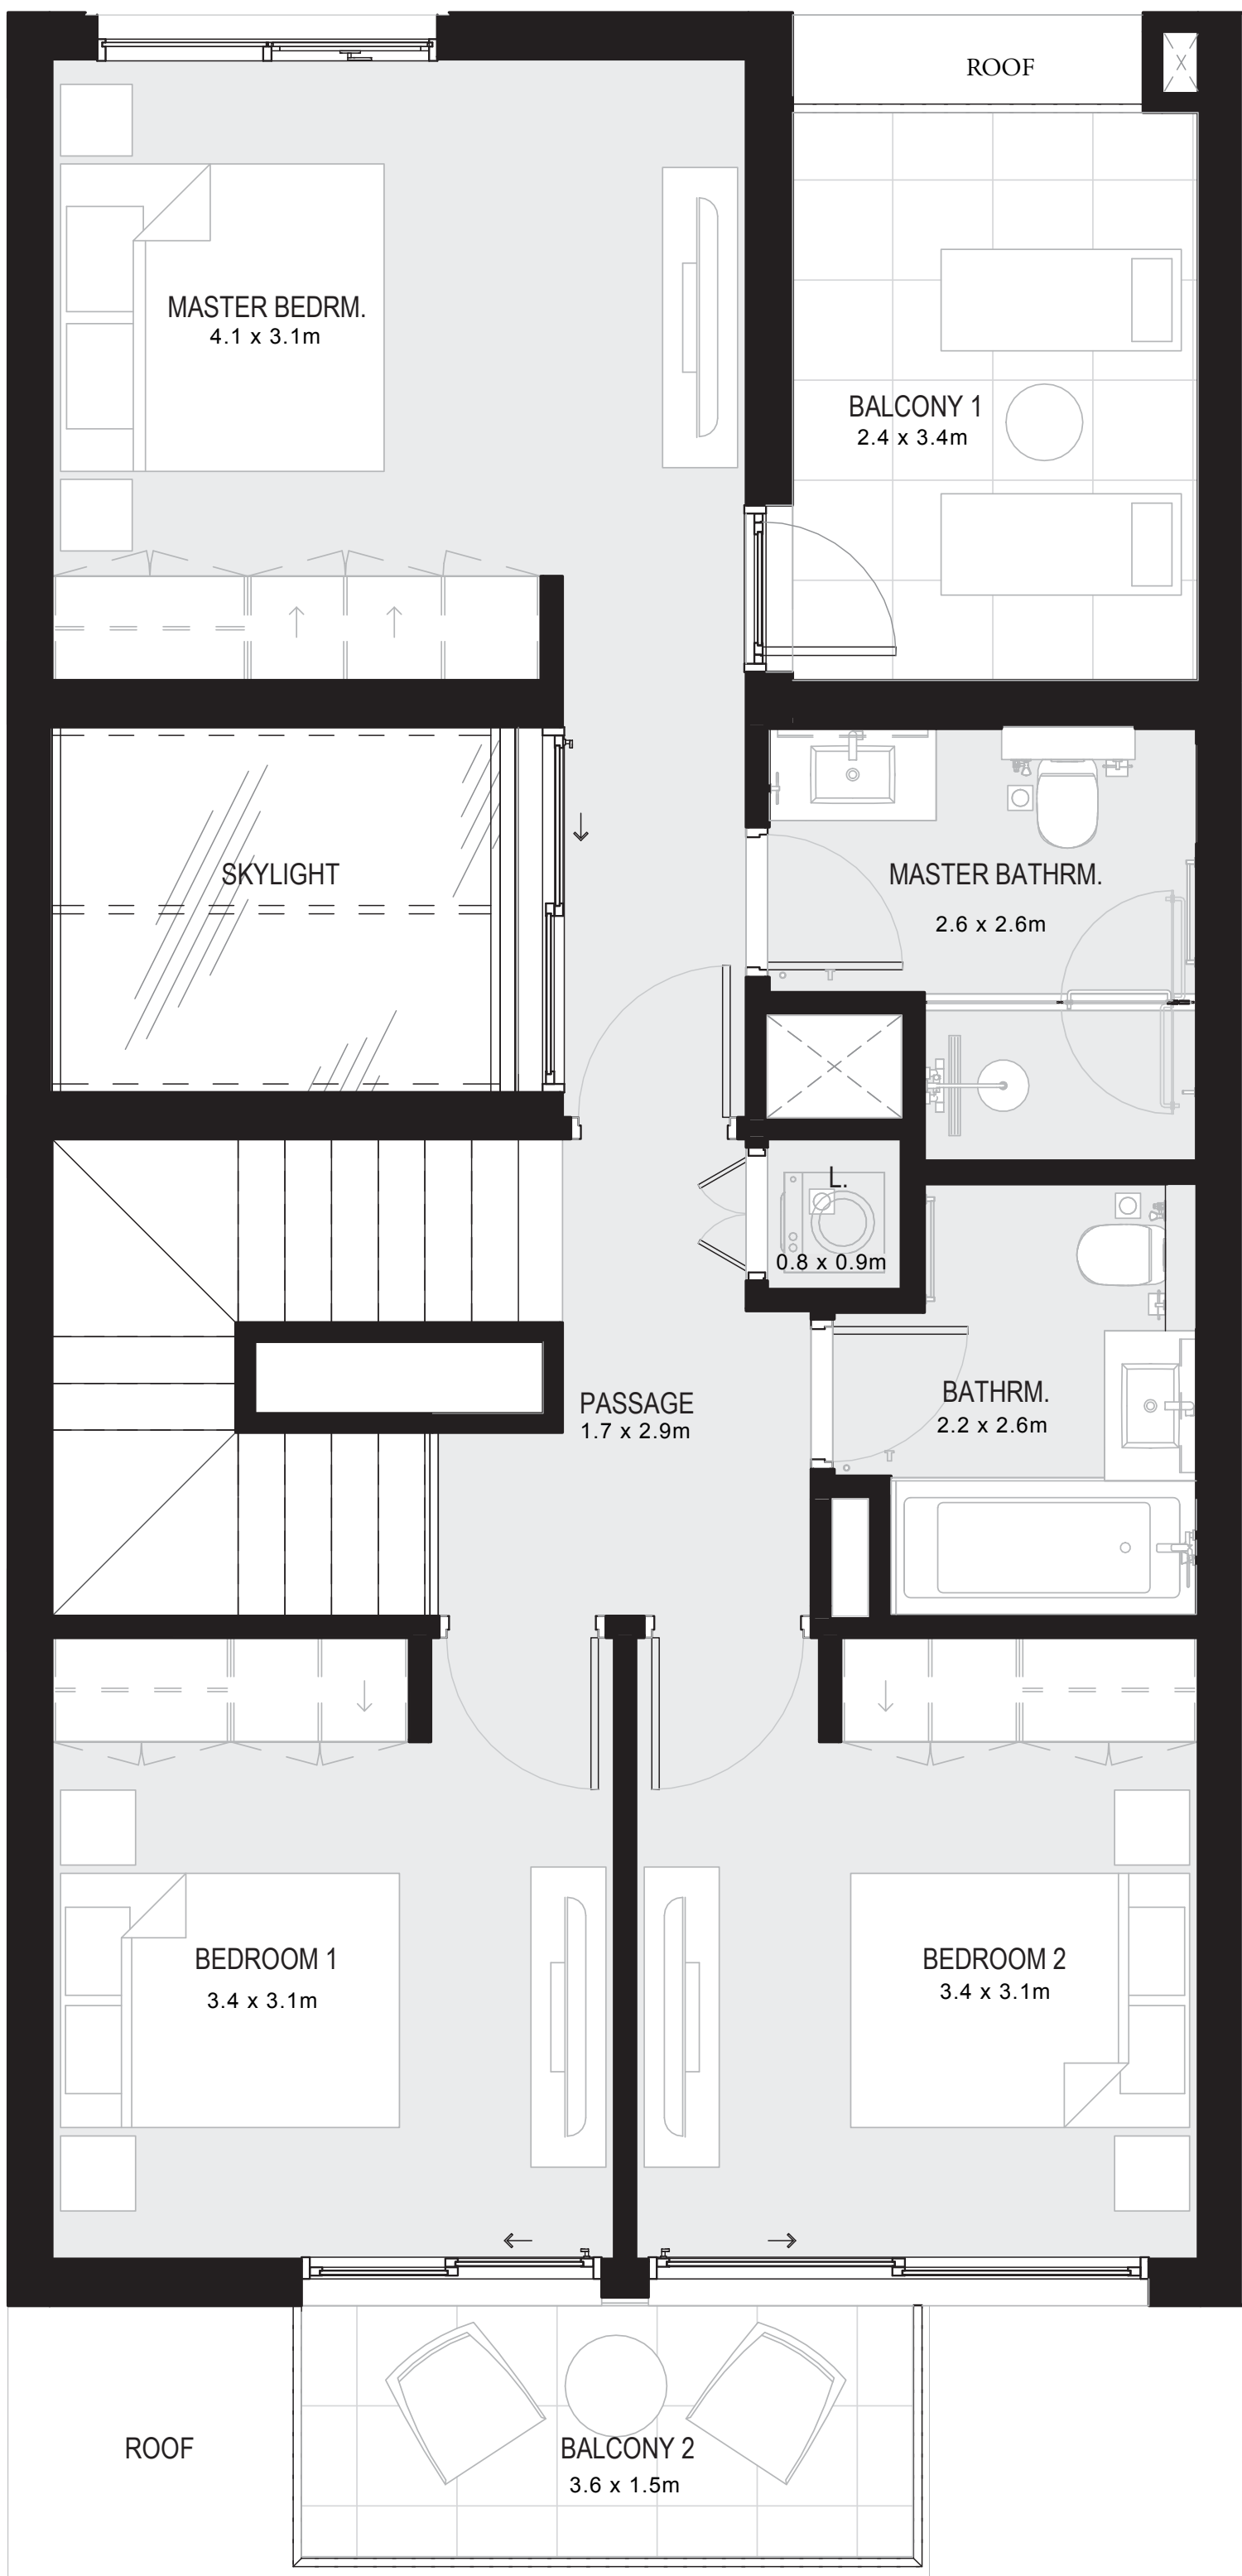 ROOF
MASTER BEDRM.
4.1 x 3.1m
BALCONY 1
2.4 x 3.4m
SKYLIGHT
MASTER BATHRM.
2.6 x 2.6m
L.
0.8 x 0.9m
PASSAGE
1.7 x 2.9m
BATHRM.
2.2 x 2.6m
BEDROOM 1
3.4 x 3.1m
BEDROOM 2
3.4 x 3.1m
ROOF
BALCONY 2
3.6 x 1.5m